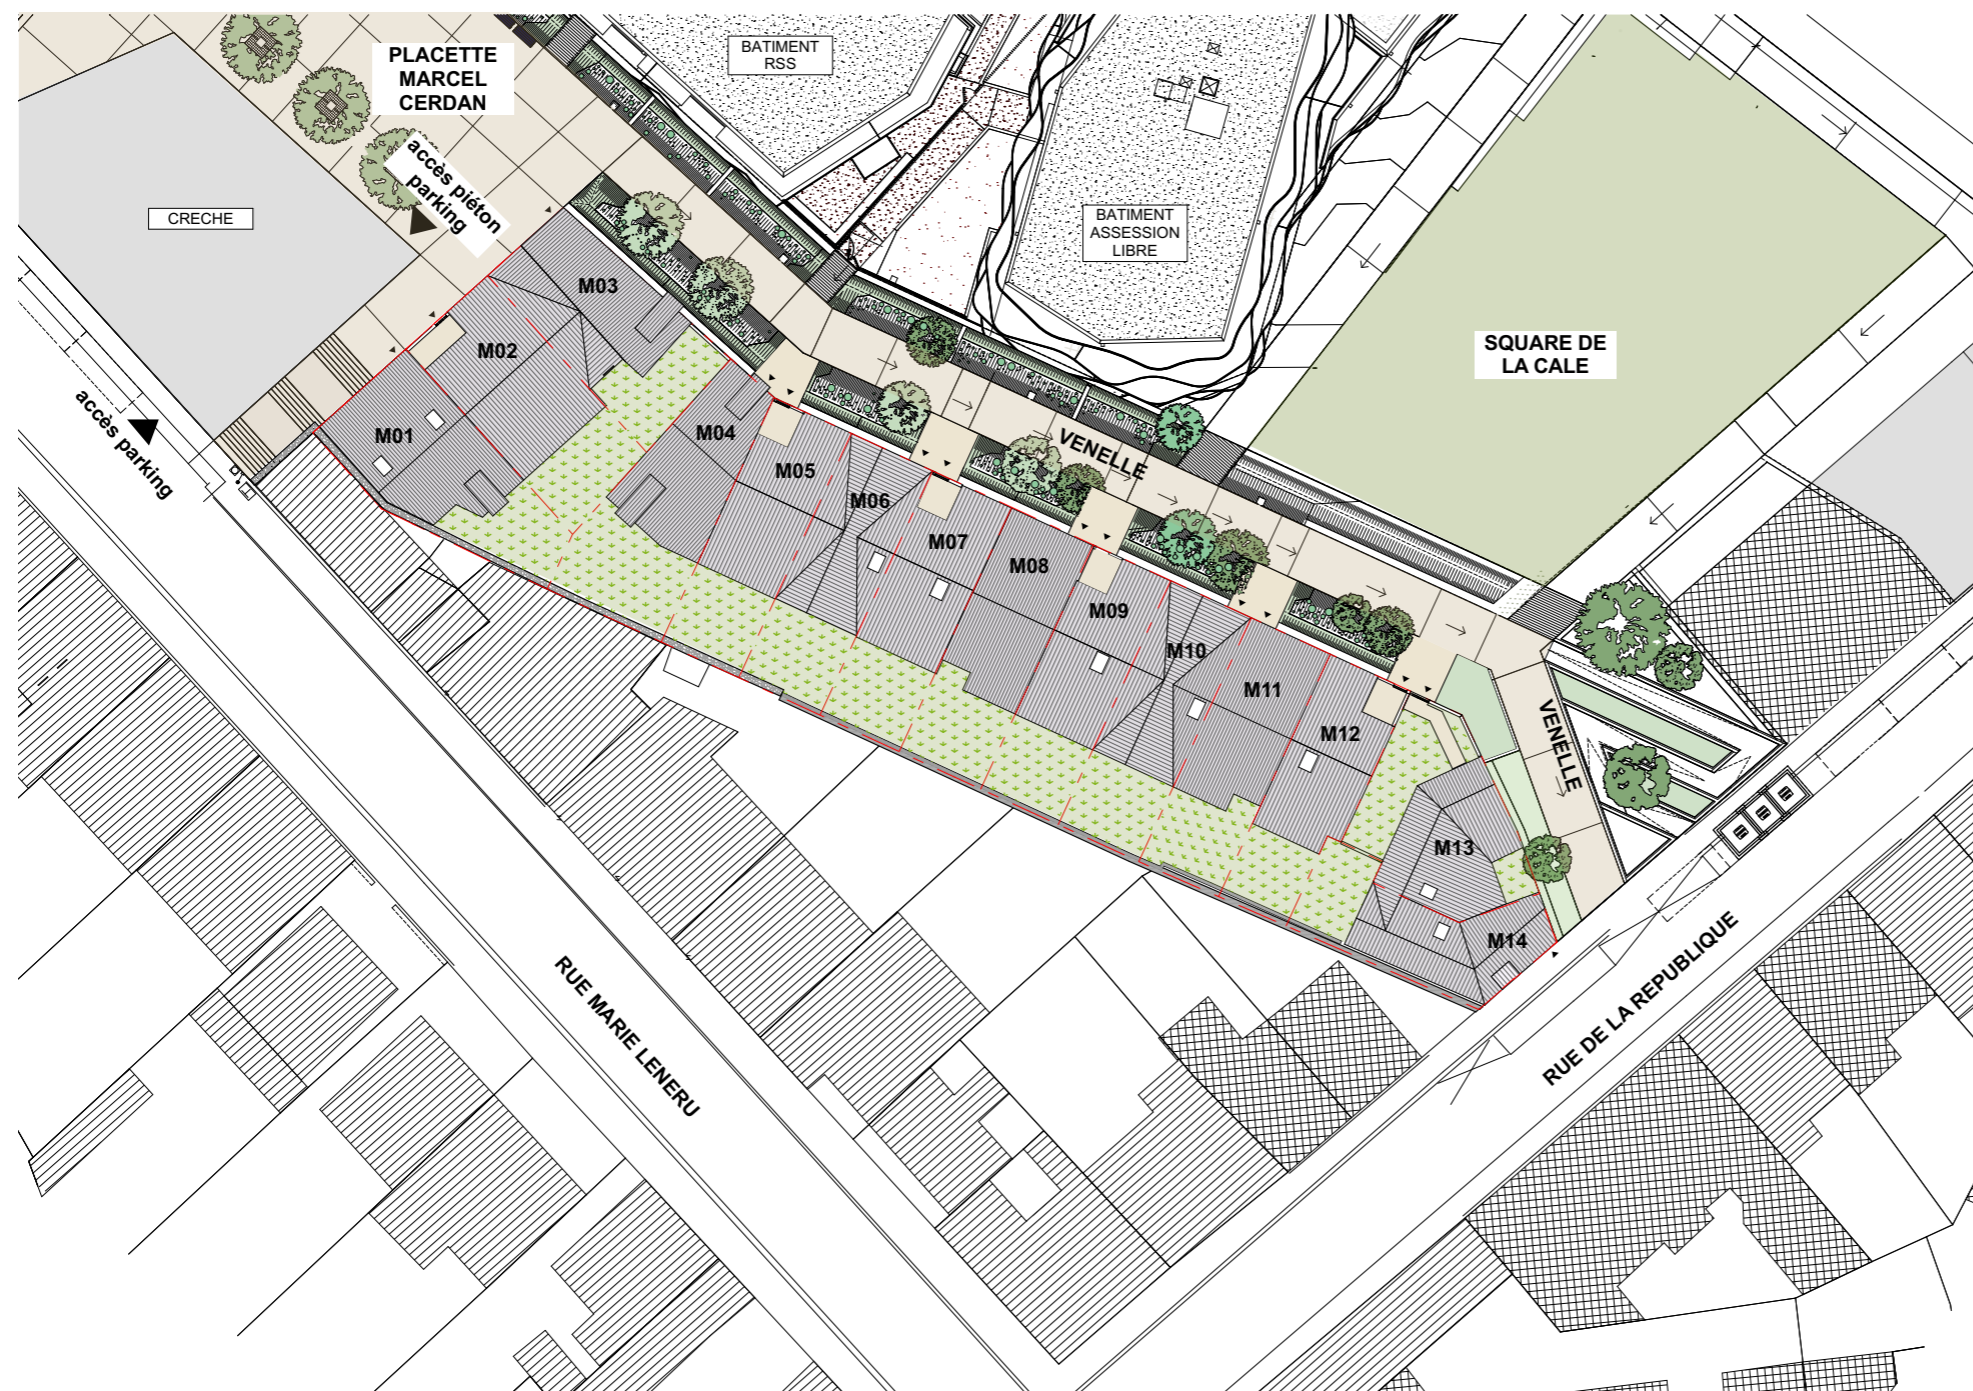 PLACETTE
MARCEL
CERDAN
BATIMENT
RSS
accès piéton
parking
CRECHE
BATIMENT
ASSESSION
LIBRE
SQUARE DE
LA CALE
M03
M02
M01
accès parking
M04
M05
M06
VENELLE
M07
M08
M09
M10
M11
M12
VENELLE
M13
M14
RUE MARIE LENERU
RUE DE LA REPUBLIQUE